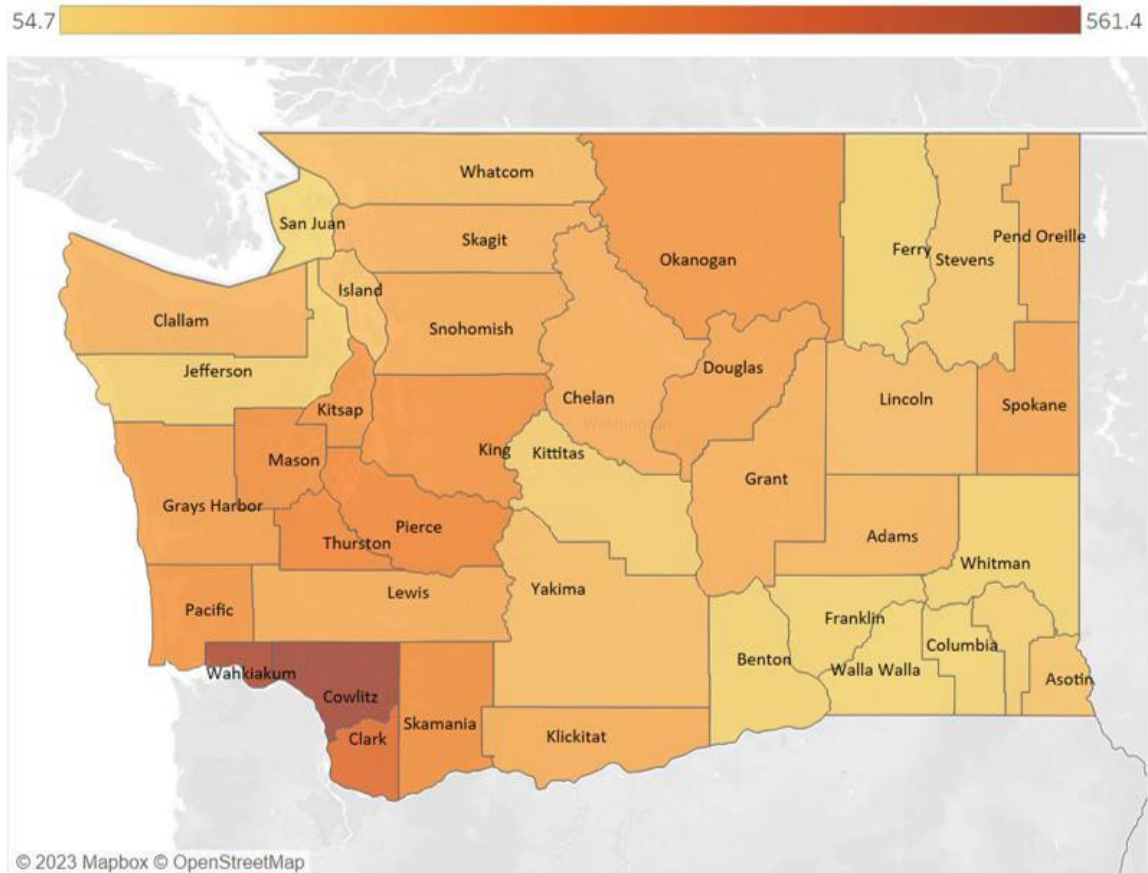 54.7
561.4
Whatcom
San Juan
Skagit
Okanogan
Ferry
Stevens
Pend Oreille
Island
Clallam
Snohomish
Jefferson
Douglas
Chelan
Lincoln
Spokane
Kitsap
Washington
King
Kittitas
Mason
Grant
Grays Harbor
Pierce
Thurston
Adams
Whitman
Lewis
Yakima
Pacific
Franklin
Benton
Columbia
Walla Walla
Wahkiakum
Asotin
Cowlitz
Skamania
Clark
Klickitat
© 2023 Mapbox © OpenStreetMap